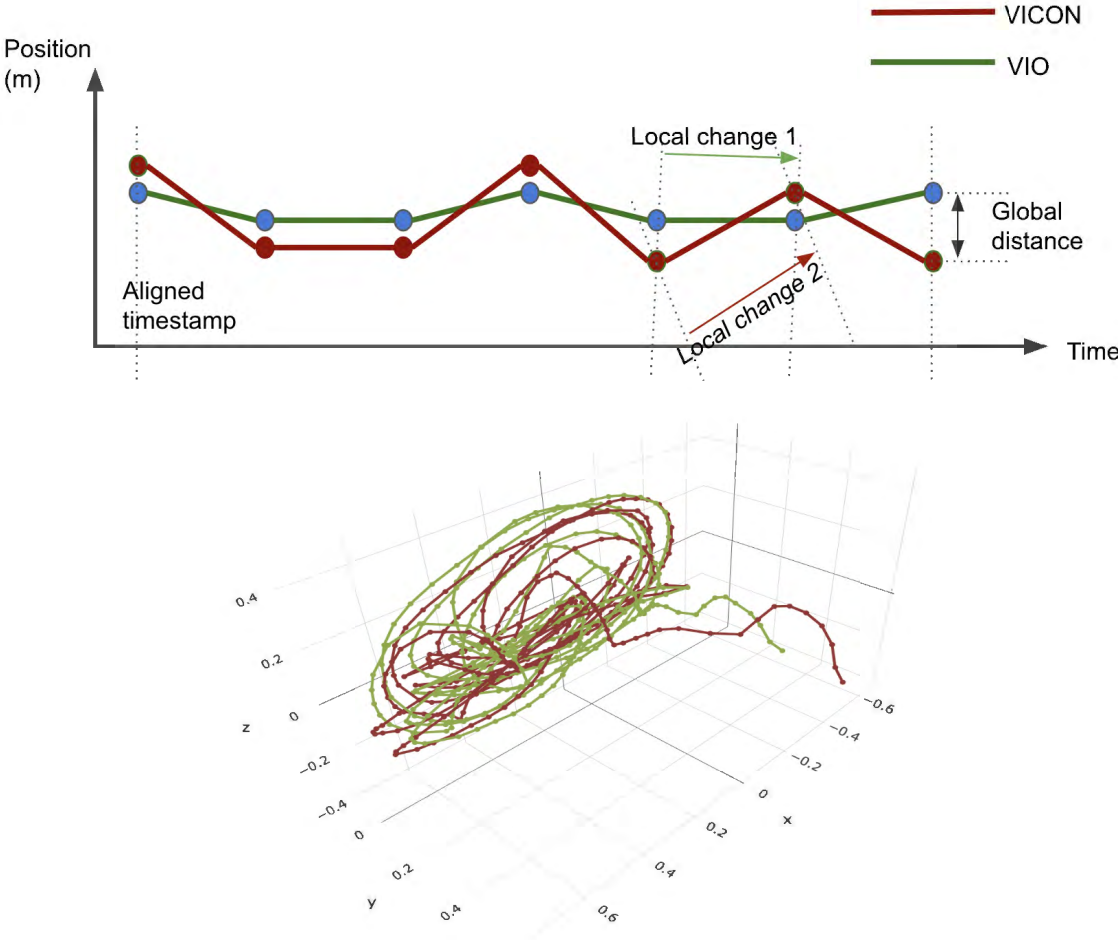 VICON
Position
(m)
VIO
Local change 1
Global
distance
Aligned
timestamp
Local change 2
Time
0.4
0.2
0
z
−0.2
−0.4
0
0.2
y
0.4
−0.6
−0.4
−0.2
0
x
0.2
0.4
0.6